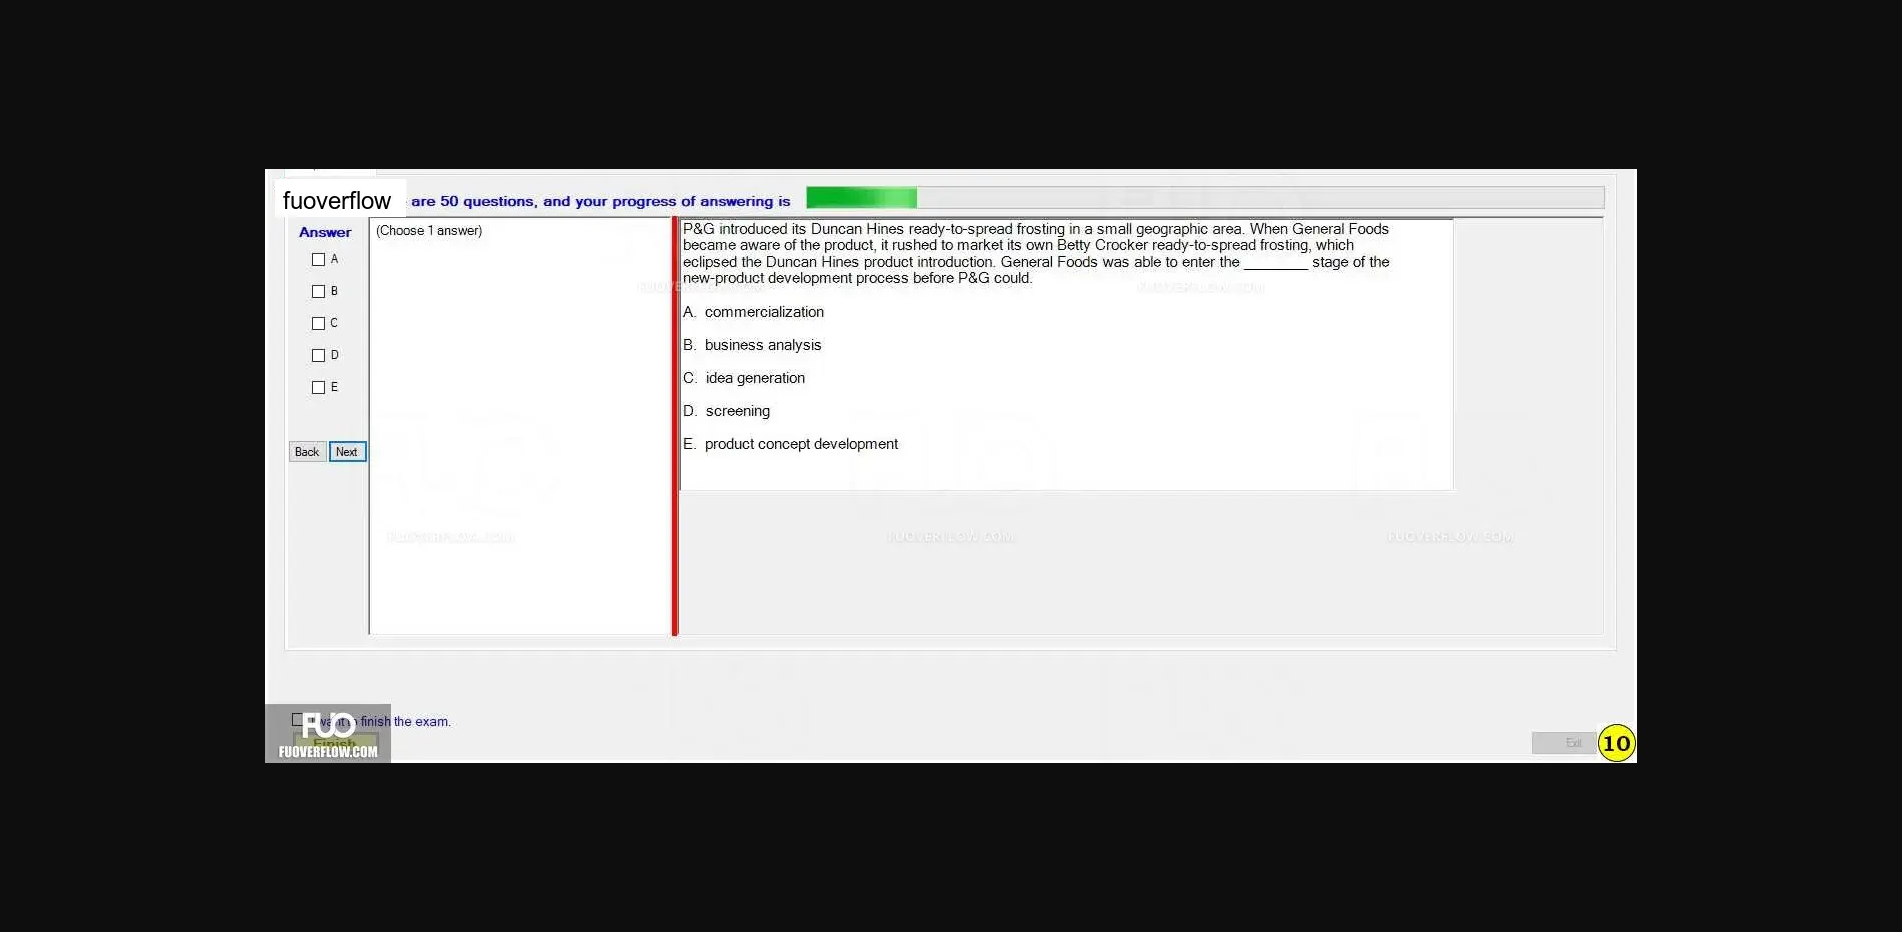 fuoverflow are 50 questions, and your progress of answering is
Answer
A
B
C
D
E
Back Next
(Choose 1 answer)
P&G introduced its Duncan Hines ready-to-spread frosting in a small geographic area. When General Foods
became aware of the product, it rushed to market its own Betty Crocker ready-to-spread frosting, which
eclipsed the Duncan Hines product introduction. General Foods was able to enter the ________ stage of the
new-product development process before P&G could.
A. commercialization
B. business analysis
C. idea generation
D. screening
E. product concept development
FUOVERFLOW.COM
FUOVERFLOW.COM FUOVERFLOW.COM FUOVERFLOW.COM
I want to finish the exam.
FUO
Finish
FUOVERFLOW.COM
Exit
10